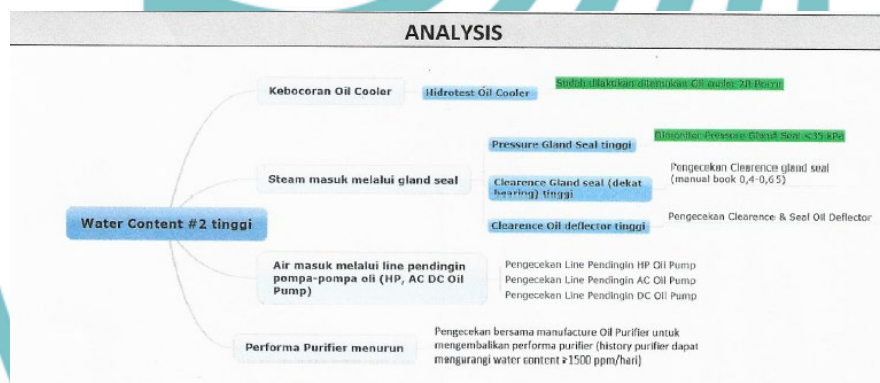 ANALYSIS
Kebocoran Oil Cooler
Hidrotest Oil Cooler
Sudah dilakukan ditemukan Oil cooler 2B
Pressure Gland Seal tinggi
Dimonitor Pressure Gland Seal <35 kPa
Steam masuk melalui gland seal
Clearence Gland seal (dekat
bearing) tinggi
Pengecekan Clearence gland seal
(manual book 0,4-0,65)
Clearence Oil deflector tinggi
Pengecekan Clearence & Seal Oil Deflector
Water Content #2 tinggi
Air masuk melalui line pendingin
pompa-pompa oli (HP, AC DC Oil
Pump)
Pengecekan Line Pendingin HP Oil Pump
Pengecekan Line Pendingin AC Oil Pump
Pengecekan Line Pendingin DC Oil Pump
Performa Purifier menurun
Pengecekan bersama manufacture Oil Purifier untuk
mengembalikan performa purifier (history purifier dapat
mengurangi water content ≥1500 ppm/hari)